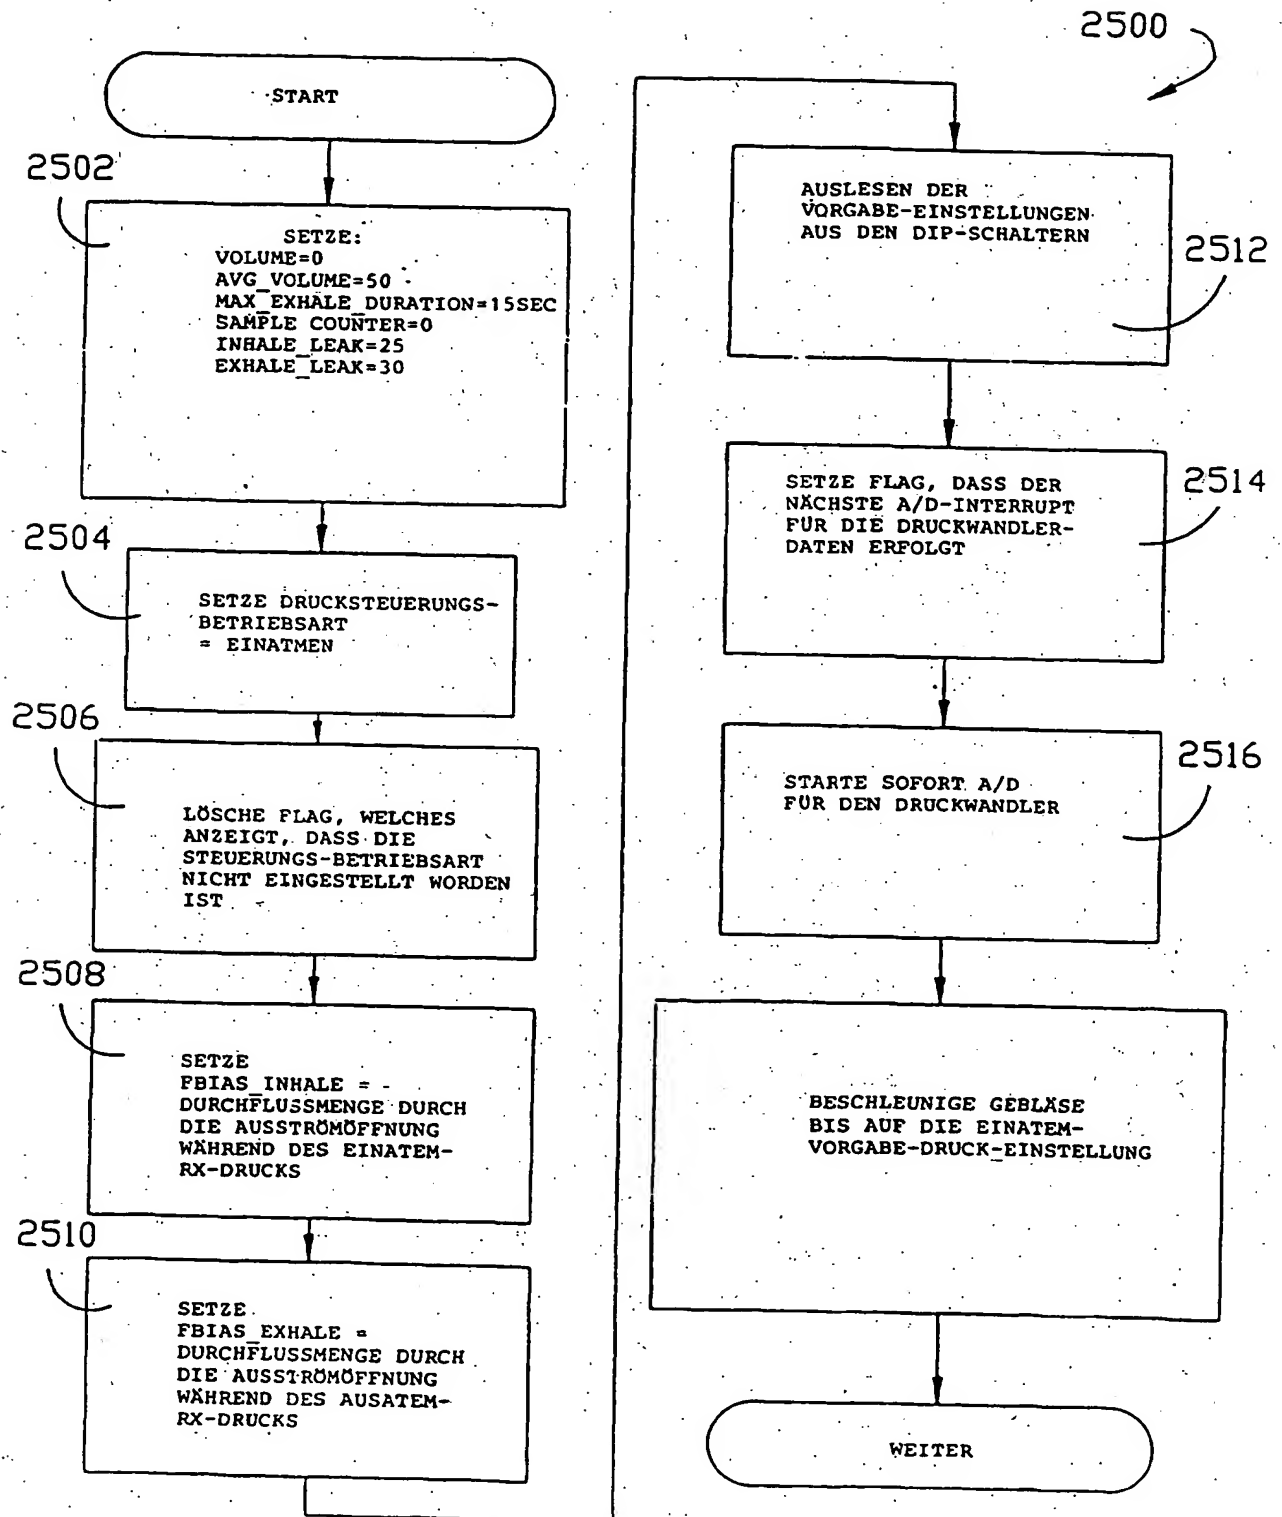 2500
START
2502
SETZE:
VOLUME=0
AVG_VOLUME=50
MAX_EXHALE_DURATION=15SEC
SAMPLE COUNTER=0
INHALE_LEAK=25
EXHALE_LEAK=30
2504
SETZE DRUCKSTEUERUNGS-
BETRIEBSART
= EINATMEN
2506
LÖSCHE FLAG, WELCHES
ANZEIGT, DASS DIE
STEUERUNGS-BETRIEBSART
NICHT EINGESTELLT WORDEN
IST
2508
SETZE
FBIAS_INHALE =
DURCHFLUSSMENGE DURCH
DIE AUSSTRÖMÖFFNUNG
WÄHREND DES EINATEM-
RX-DRUCKS
2510
SETZE
FBIAS_EXHALE =
DURCHFLUSSMENGE DURCH
DIE AUSSTRÖMÖFFNUNG
WÄHREND DES AUSATEM-
RX-DRUCKS
AUSLESEN DER
VORGABE-EINSTELLUNGEN
AUS DEN DIP-SCHALTERN
2512
SETZE FLAG, DASS DER
NÄCHSTE A/D-INTERRUPT
FÜR DIE DRUCKWANDLER-
DATEN ERFOLGT
2514
STARTE SOFORT A/D
FÜR DEN DRUCKWANDLER
2516
BESCHLEUNIGE GEBLÄSE
BIS AUF DIE EINATEM-
VORGABE-DRUCK-EINSTELLUNG
WEITER